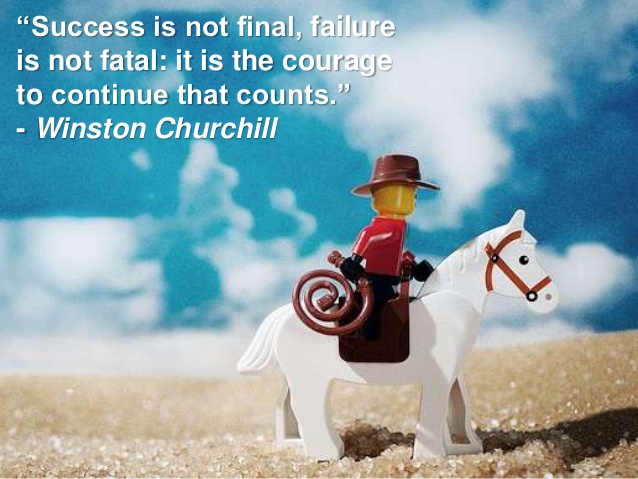 “Success is not final, failure
is not fatal: it is the courage
to continue that counts.”
- Winston Churchill